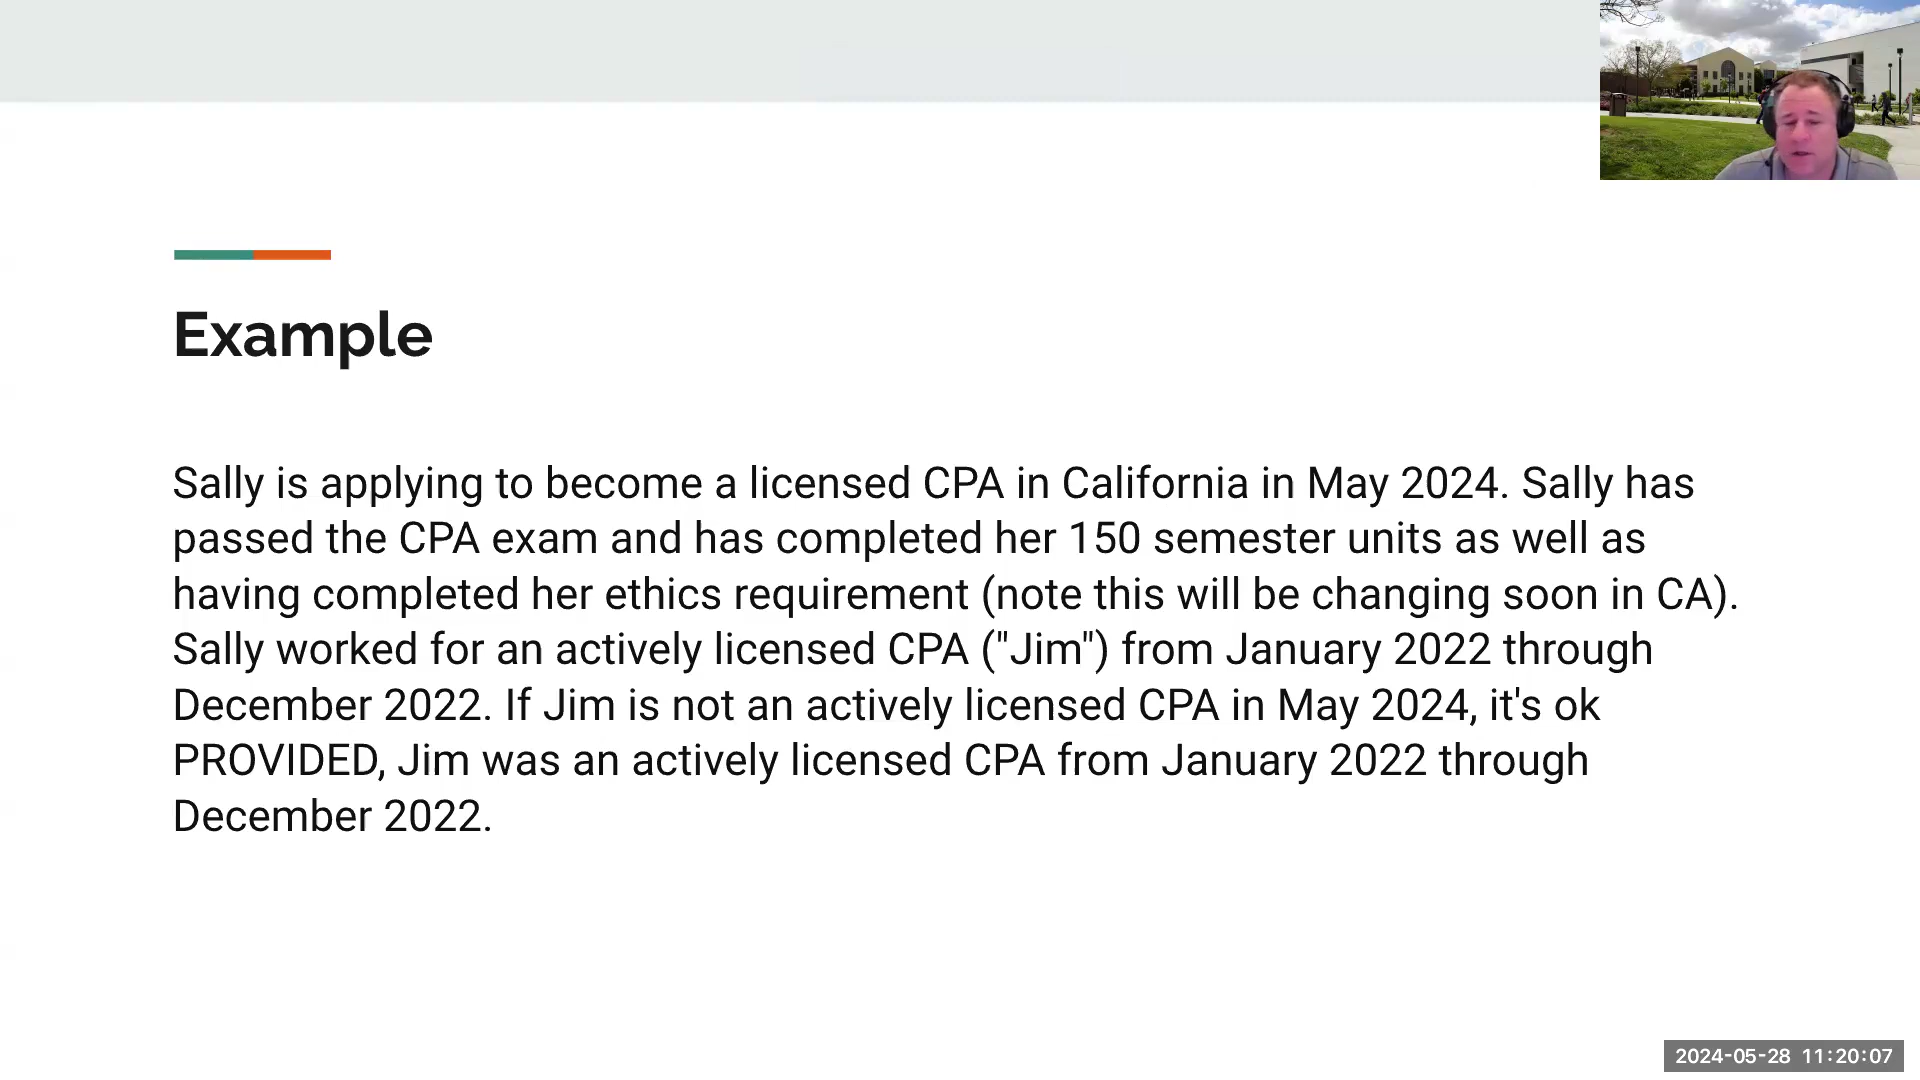 Example
Sally is applying to become a licensed CPA in California in May 2024. Sally has
passed the CPA exam and has completed her 150 semester units as well as
having completed her ethics requirement (note this will be changing soon in CA).
Sally worked for an actively licensed CPA ("Jim") from January 2022 through
December 2022. If Jim is not an actively licensed CPA in May 2024, it's ok
PROVIDED, Jim was an actively licensed CPA from January 2022 through
December 2022.
2024-05-28 11:20:07